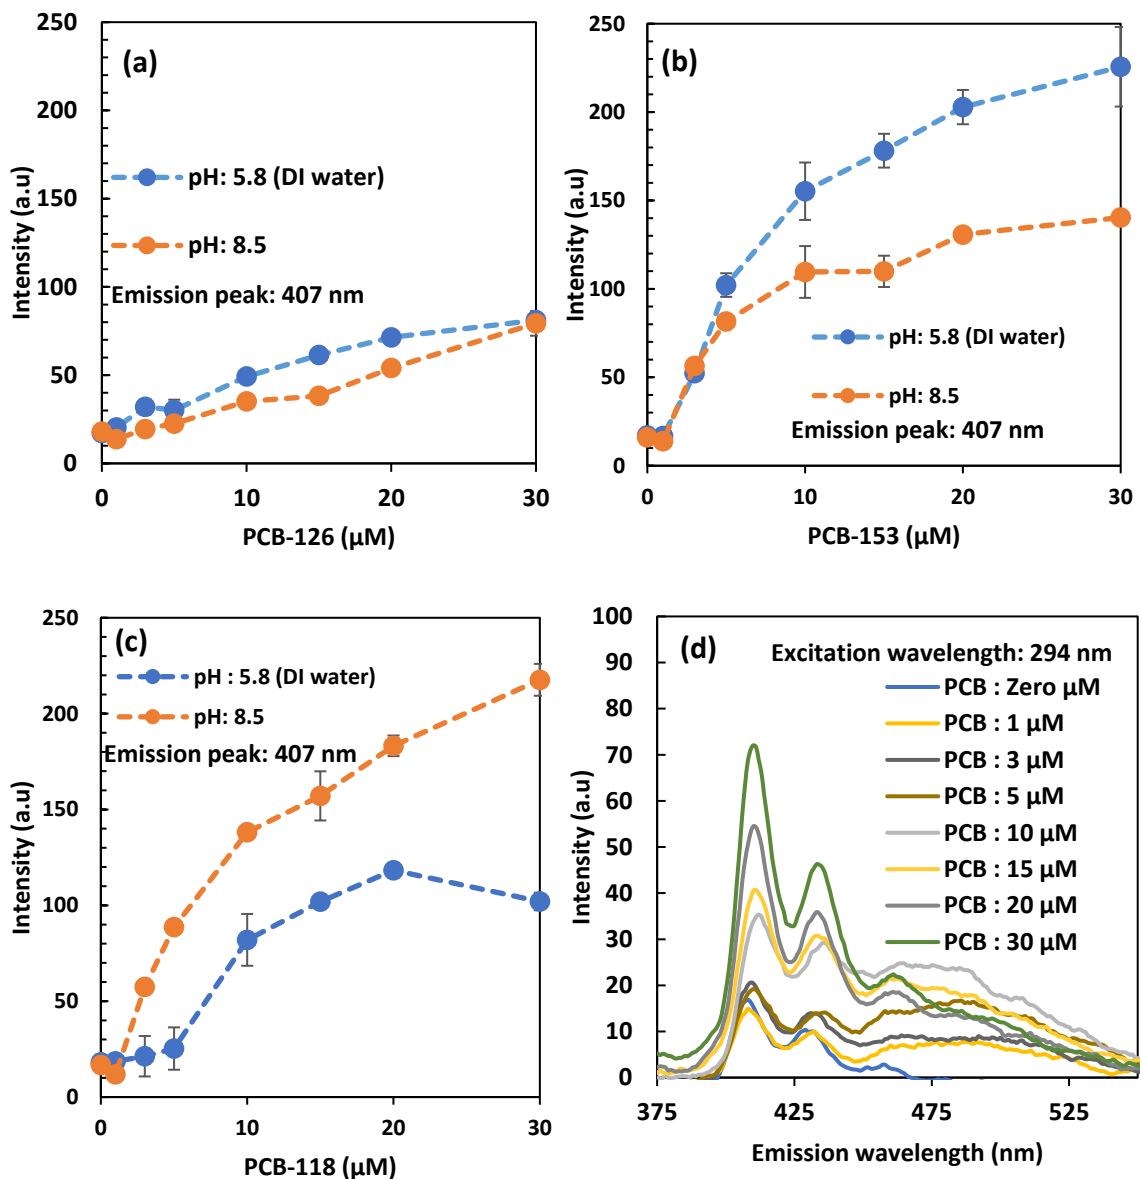 (a)
250
200
150
100
50
0
Intensity (a.u)
pH: 5.8 (DI water)
pH: 8.5
Emission peak: 407 nm
0 10 20 30
PCB-126 (µM)
(b)
250
200
150
100
50
0
Intensity (a.u)
pH: 5.8 (DI water)
pH: 8.5
Emission peak: 407 nm
0 10 20 30
PCB-153 (µM)
(c)
250
200
150
100
50
0
Intensity (a.u)
pH : 5.8 (DI water)
pH: 8.5
Emission peak: 407 nm
0 10 20 30
PCB-118 (µM)
(d)
100
90
80
70
60
50
40
30
20
10
0
Intensity (a.u)
Excitation wavelength: 294 nm
PCB : Zero µM
PCB : 1 µM
PCB : 3 µM
PCB : 5 µM
PCB : 10 µM
PCB : 15 µM
PCB : 20 µM
PCB : 30 µM
375 425 475 525
Emission wavelength (nm)